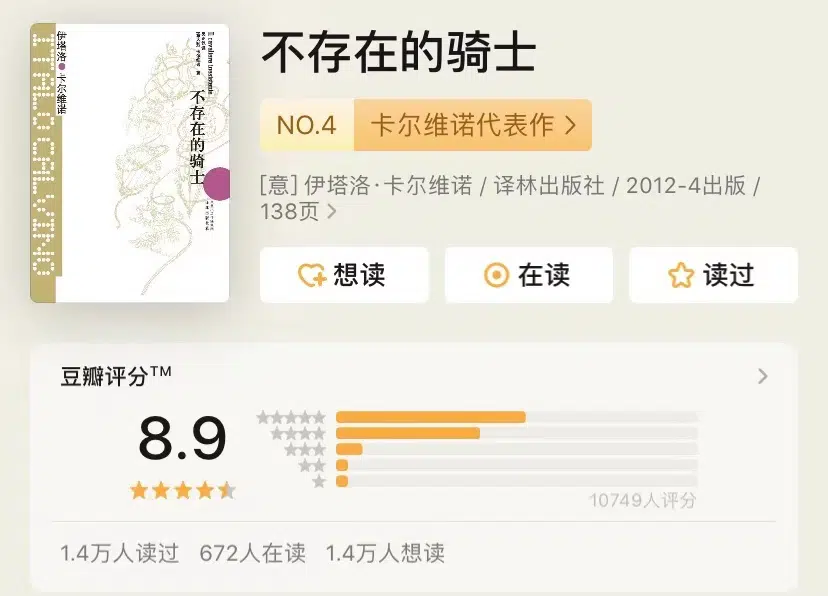 伊塔洛·卡尔维诺
ITALO CALVINO
不存在的骑士
不存在的骑士
NO.4 卡尔维诺代表作
[意] 伊塔洛·卡尔维诺 / 译林出版社 / 2012-4出版 /
138页
想读 在读 读过
豆瓣评分™
8.9
10749人评分
1.4万人读过 672人在读 1.4万人想读